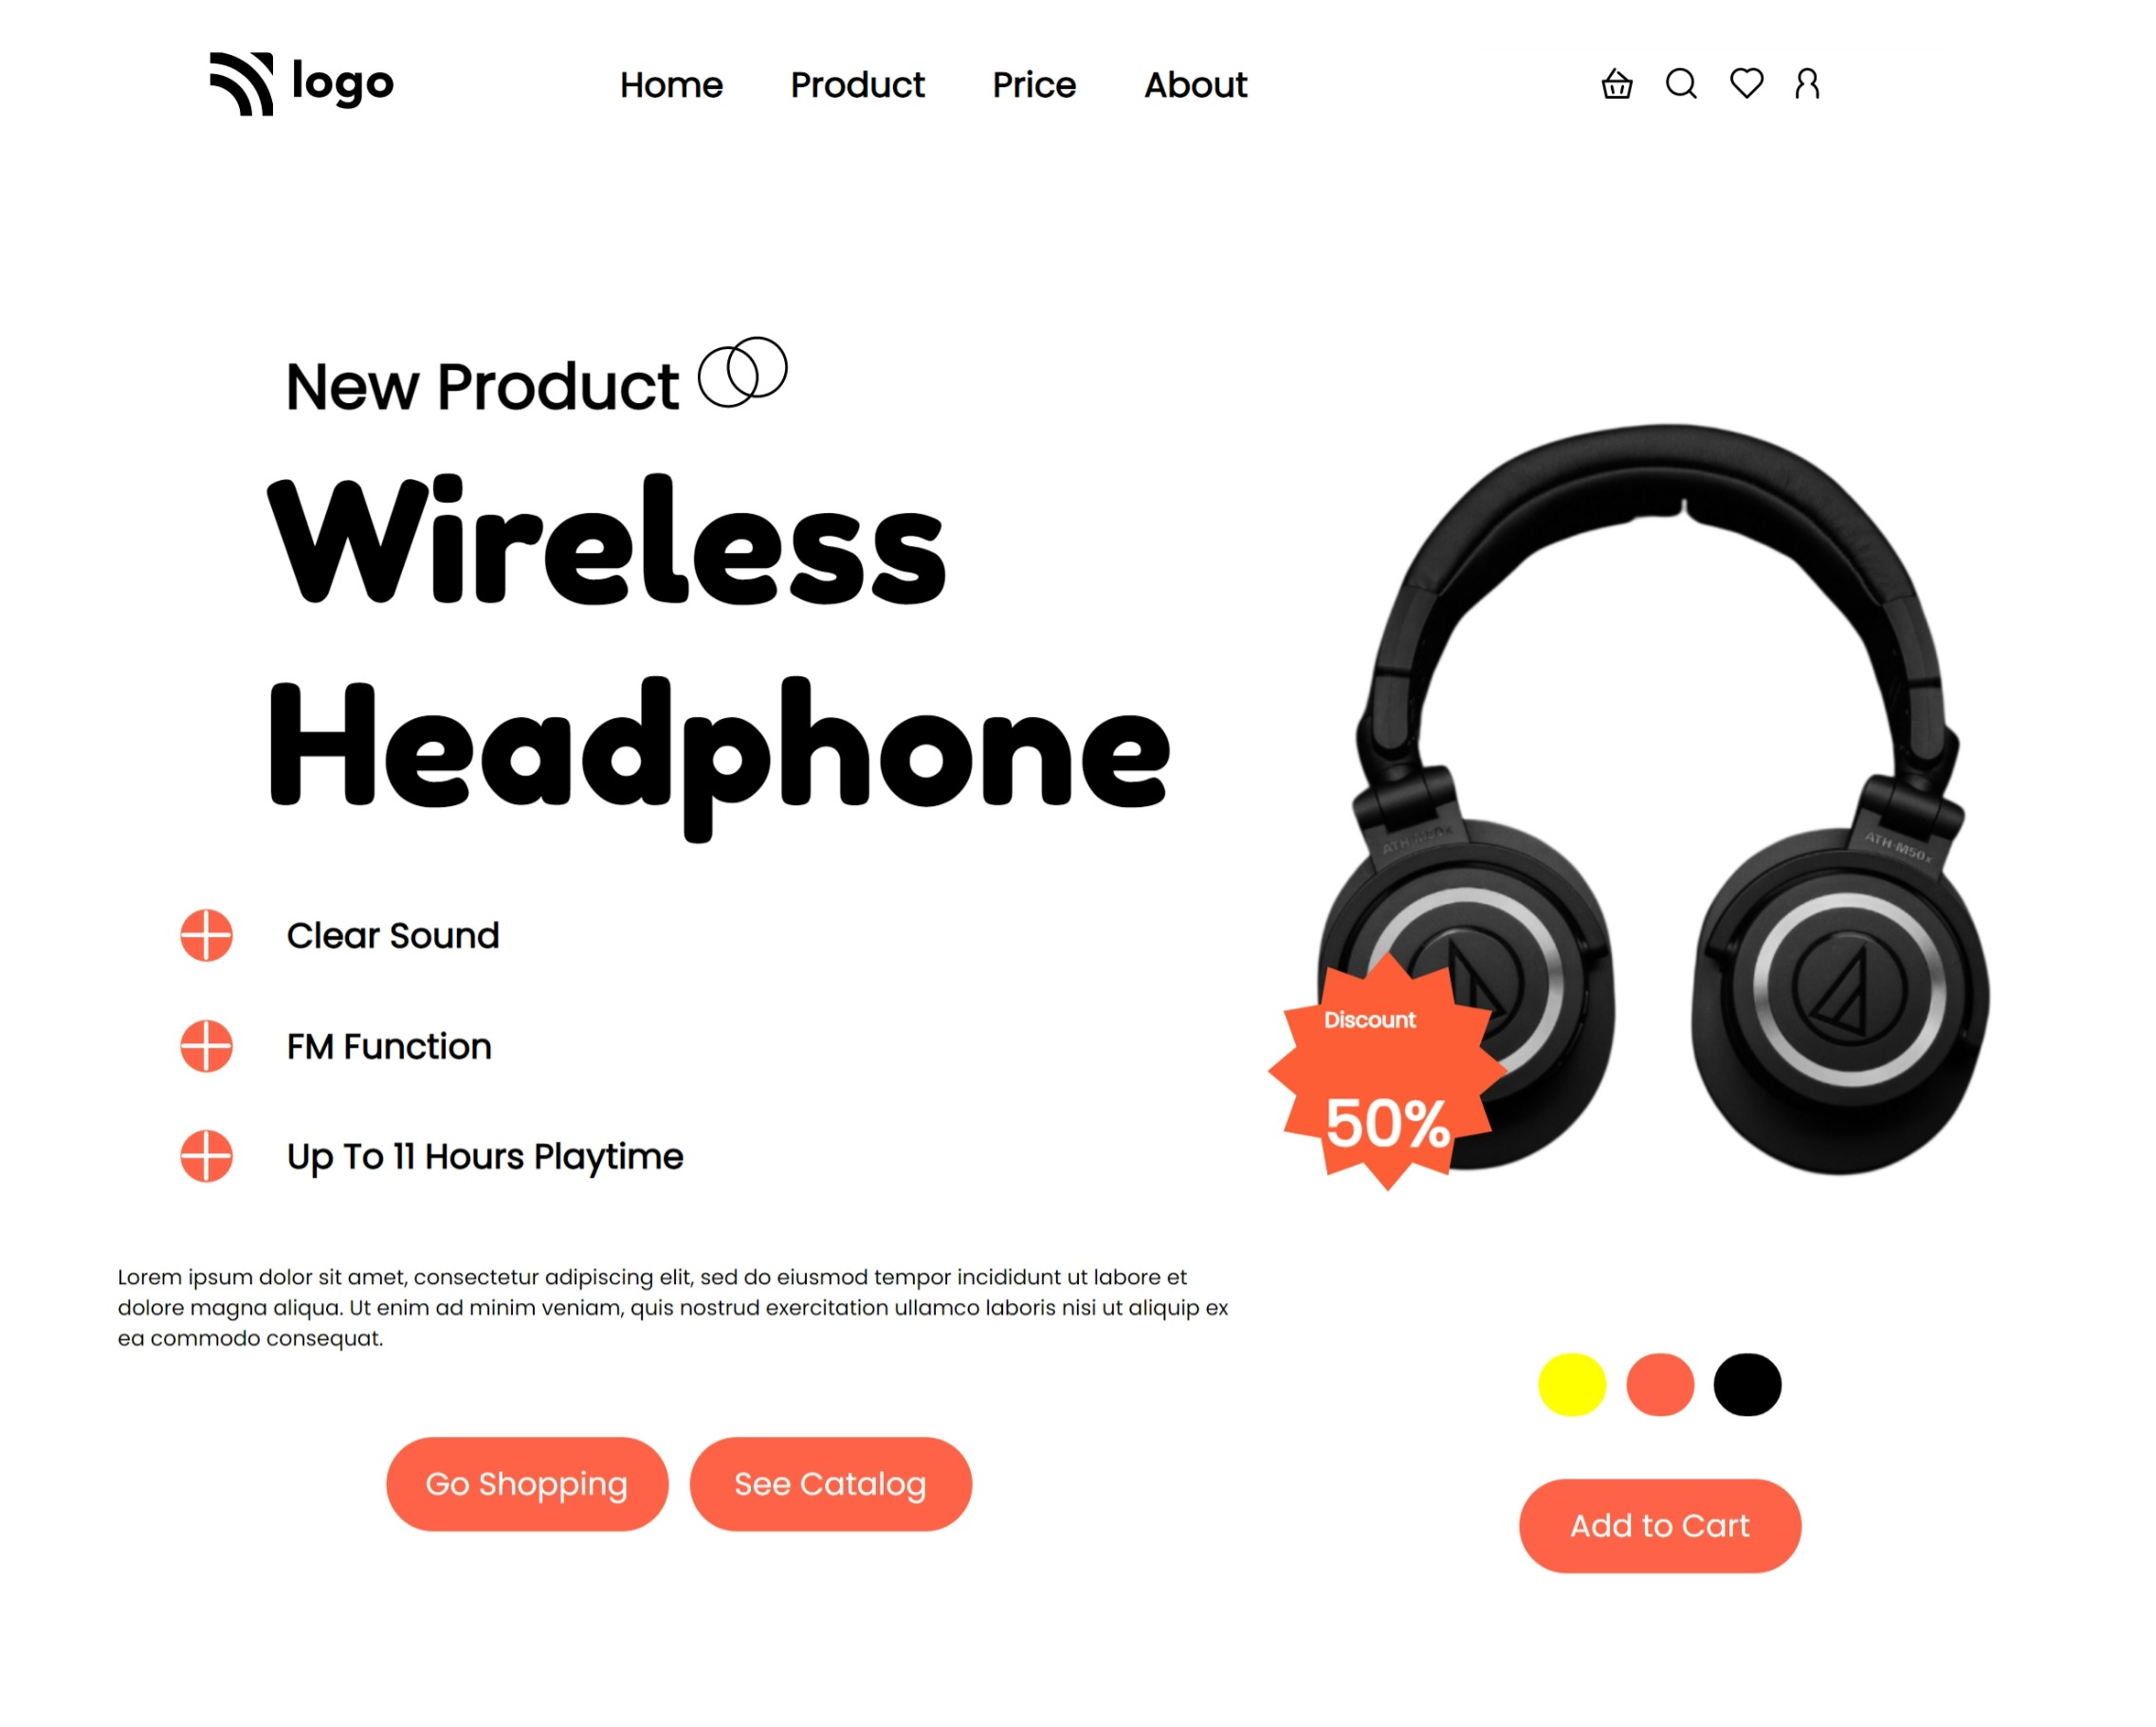 logo
Home Product Price About
New Product
Wireless
Headphone
Clear Sound
FM Function
Up To 11 Hours Playtime
Lorem ipsum dolor sit amet, consectetur adipiscing elit, sed do eiusmod tempor incididunt ut labore et
dolore magna aliqua. Ut enim ad minim veniam, quis nostrud exercitation ullamco laboris nisi ut aliquip ex
ea commodo consequat.
Go Shopping See Catalog
ATH-M50x
ATH-M50x
Discount
50%
Add to Cart